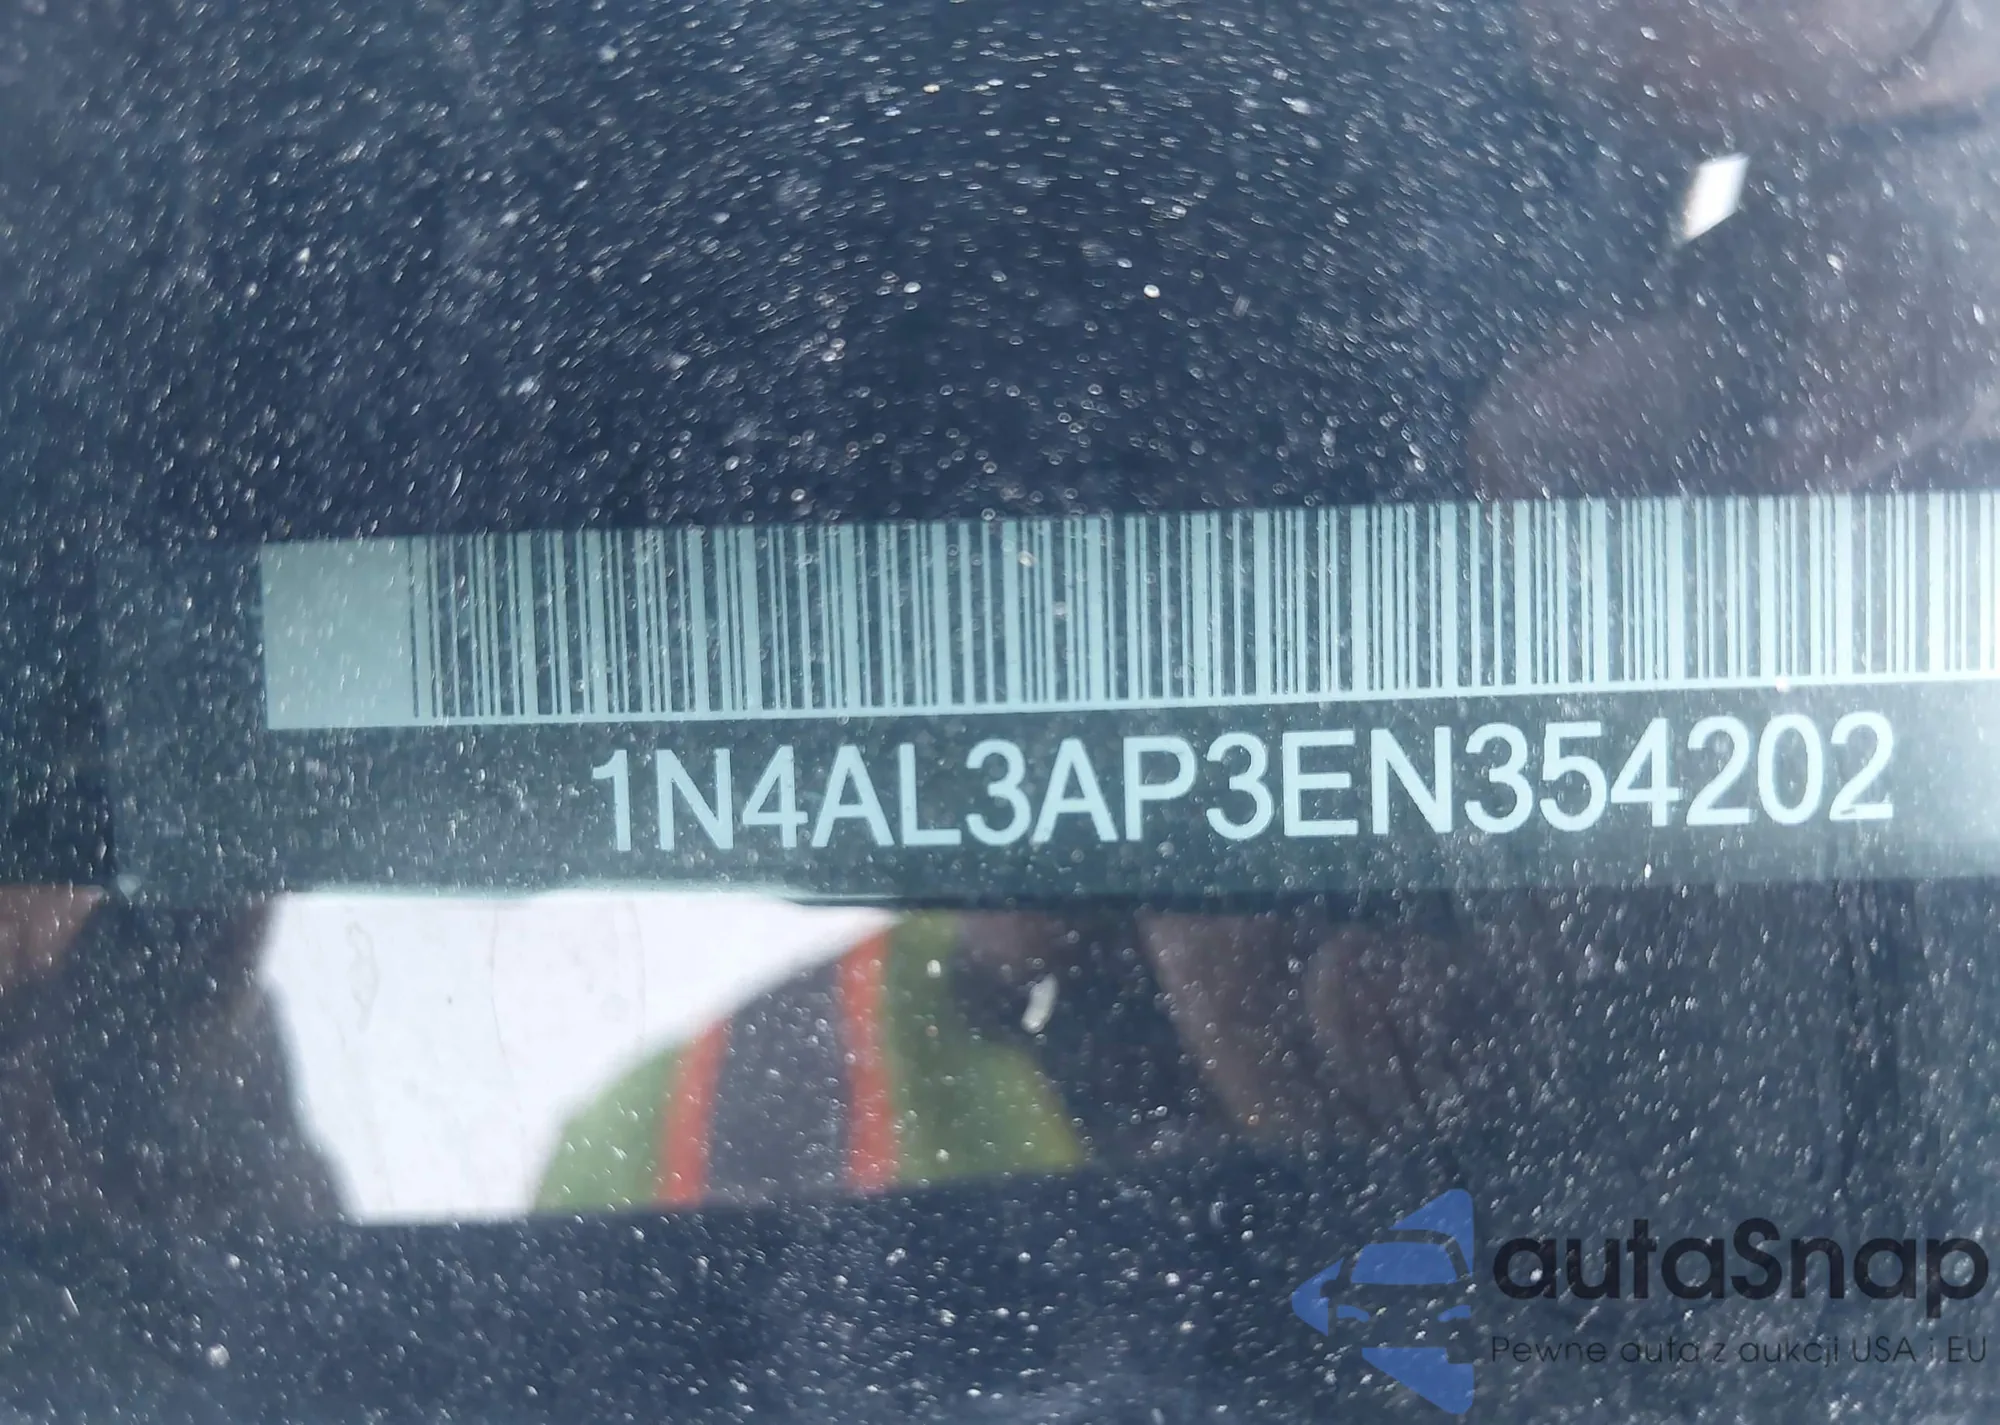 1N4AL3AP3EN354202
autaSnap
Pewne auta z aukcji USA i EU